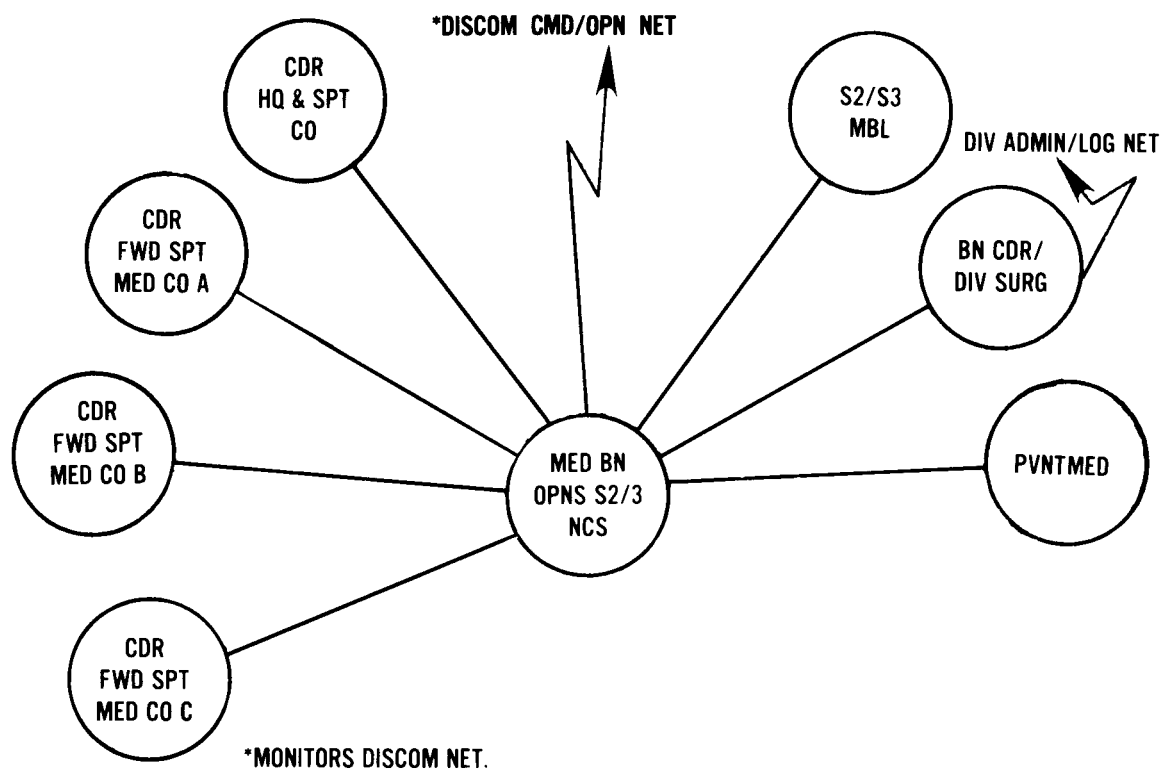 *DISCOM CMD/OPN NET
CDR
HQ & SPT
CO
S2/S3
MBL
DIV ADMIN/LOG NET
CDR
FWD SPT
MED CO A
BN CDR/
DIV SURG
CDR
FWD SPT
MED CO B
MED BN
OPNS S2/3
NCS
PVNTMED
CDR
FWD SPT
MED CO C
*MONITORS DISCOM NET.